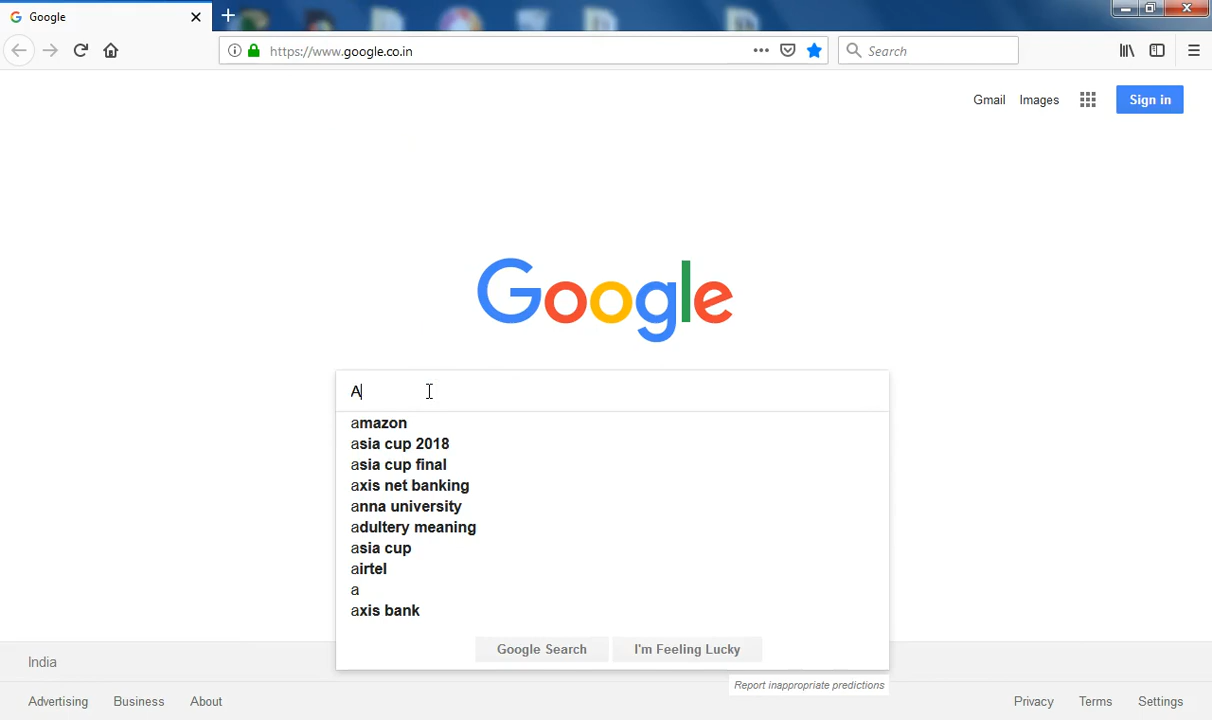 Google
https://www.google.co.in
Search
Gmail Images Sign in
Google
A
amazon
asia cup 2018
asia cup final
axis net banking
anna university
adultery meaning
asia cup
airtel
a
axis bank
Google Search I'm Feeling Lucky
Report inappropriate predictions
India
Advertising Business About Privacy Terms Settings